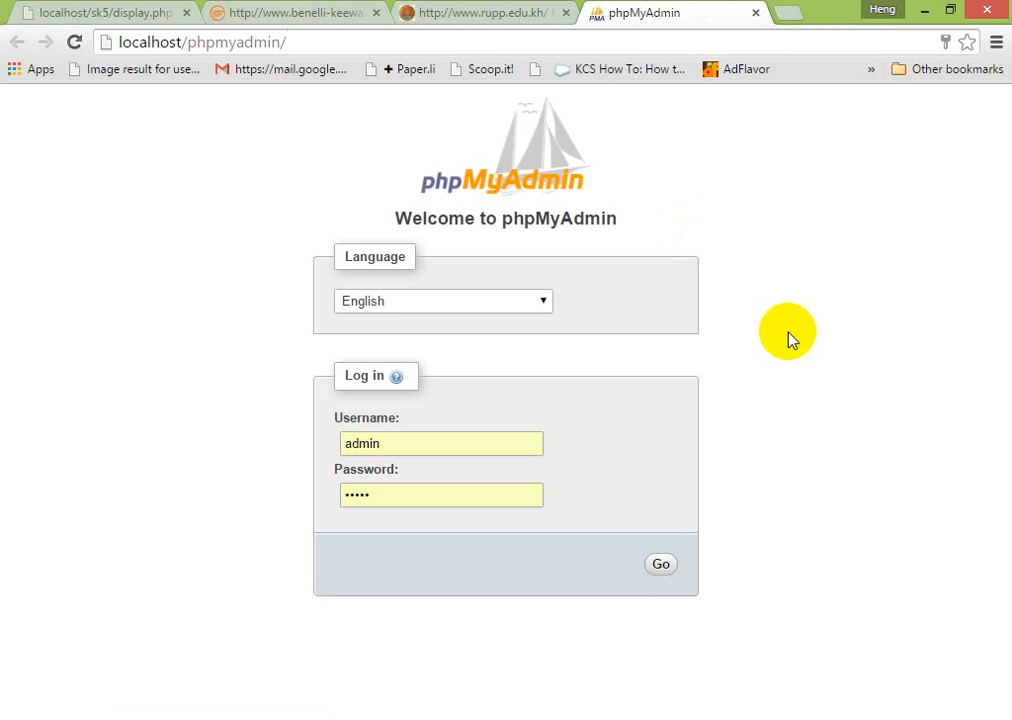 localhost/sk5/display.php
http://www.benelli-keewa
http://www.rupp.edu.kh/
phpMyAdmin
Heng
localhost/phpmyadmin/
Apps
Image result for use...
https://mail.google....
+ Paper.li
Scoop.it!
KCS How To: How t...
AdFlavor
»
Other bookmarks
phpMyAdmin
Welcome to phpMyAdmin
Language
English
Log in
Username:
admin
Password:
•••••
Go